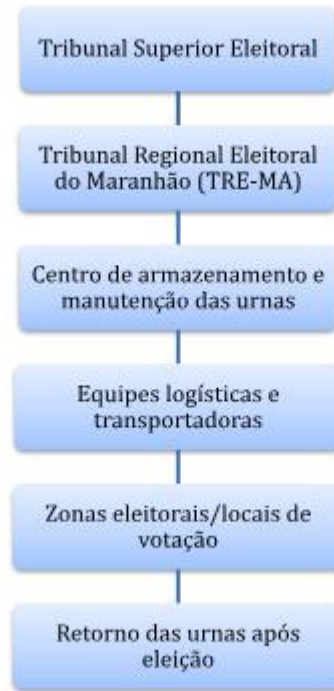 Tribunal Superior Eleitoral
Tribunal Regional Eleitoral
do Maranhão (TRE-MA)
Centro de armazenamento e
manutenção das urnas
Equipes logísticas e
transportadoras
Zonas eleitorais/locais de
votação
Retorno das urnas após
eleição